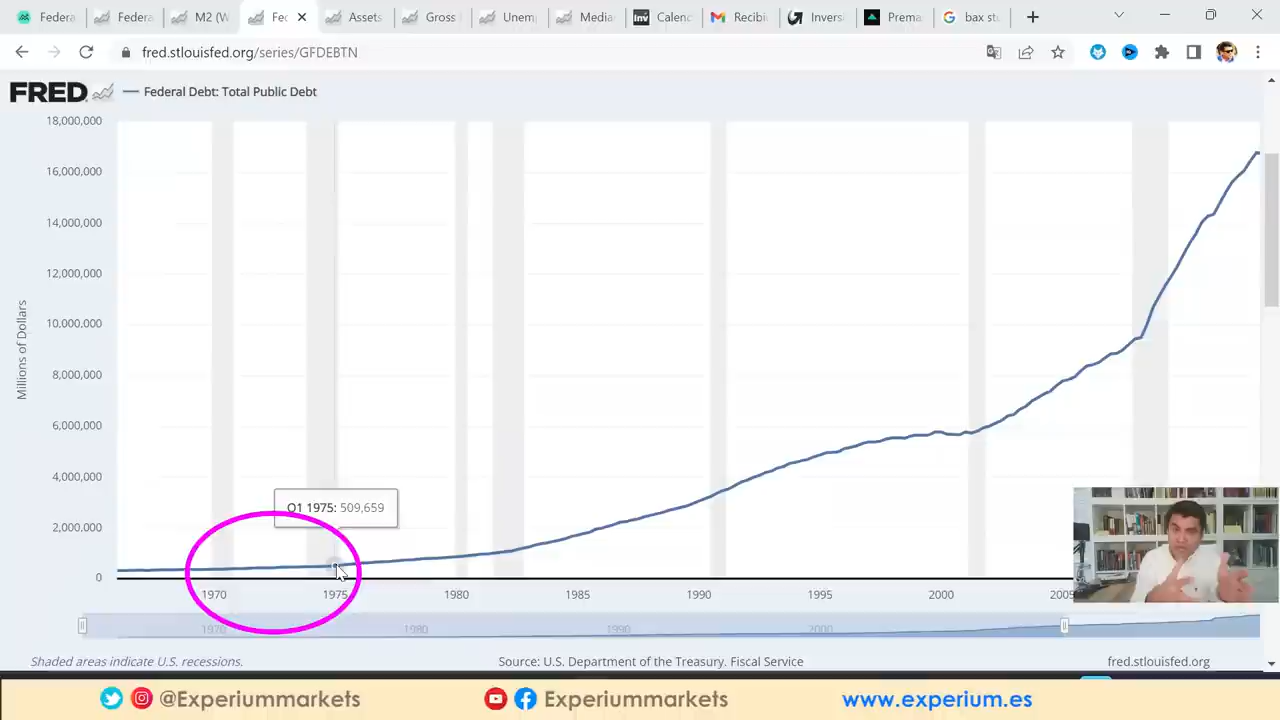 Federa
Federa
M2 (W
Fec
Assets
Gross
Unem
Media
Inv
Calend
Recibi
Invers
Prema
bax stu
fred.stlouisfed.org/series/GFDEBTN
FRED
Federal Debt: Total Public Debt
18,000,000
16,000,000
14,000,000
12,000,000
10,000,000
8,000,000
6,000,000
4,000,000
2,000,000
0
Millions of Dollars
Q1 1975: 509,659
1970
1975
1980
1985
1990
1995
2000
2005
1970
1980
1990
2000
Shaded areas indicate U.S. recessions.
Source: U.S. Department of the Treasury. Fiscal Service
fred.stlouisfed.org
@Experiummarkets
Experiummarkets
www.experium.es